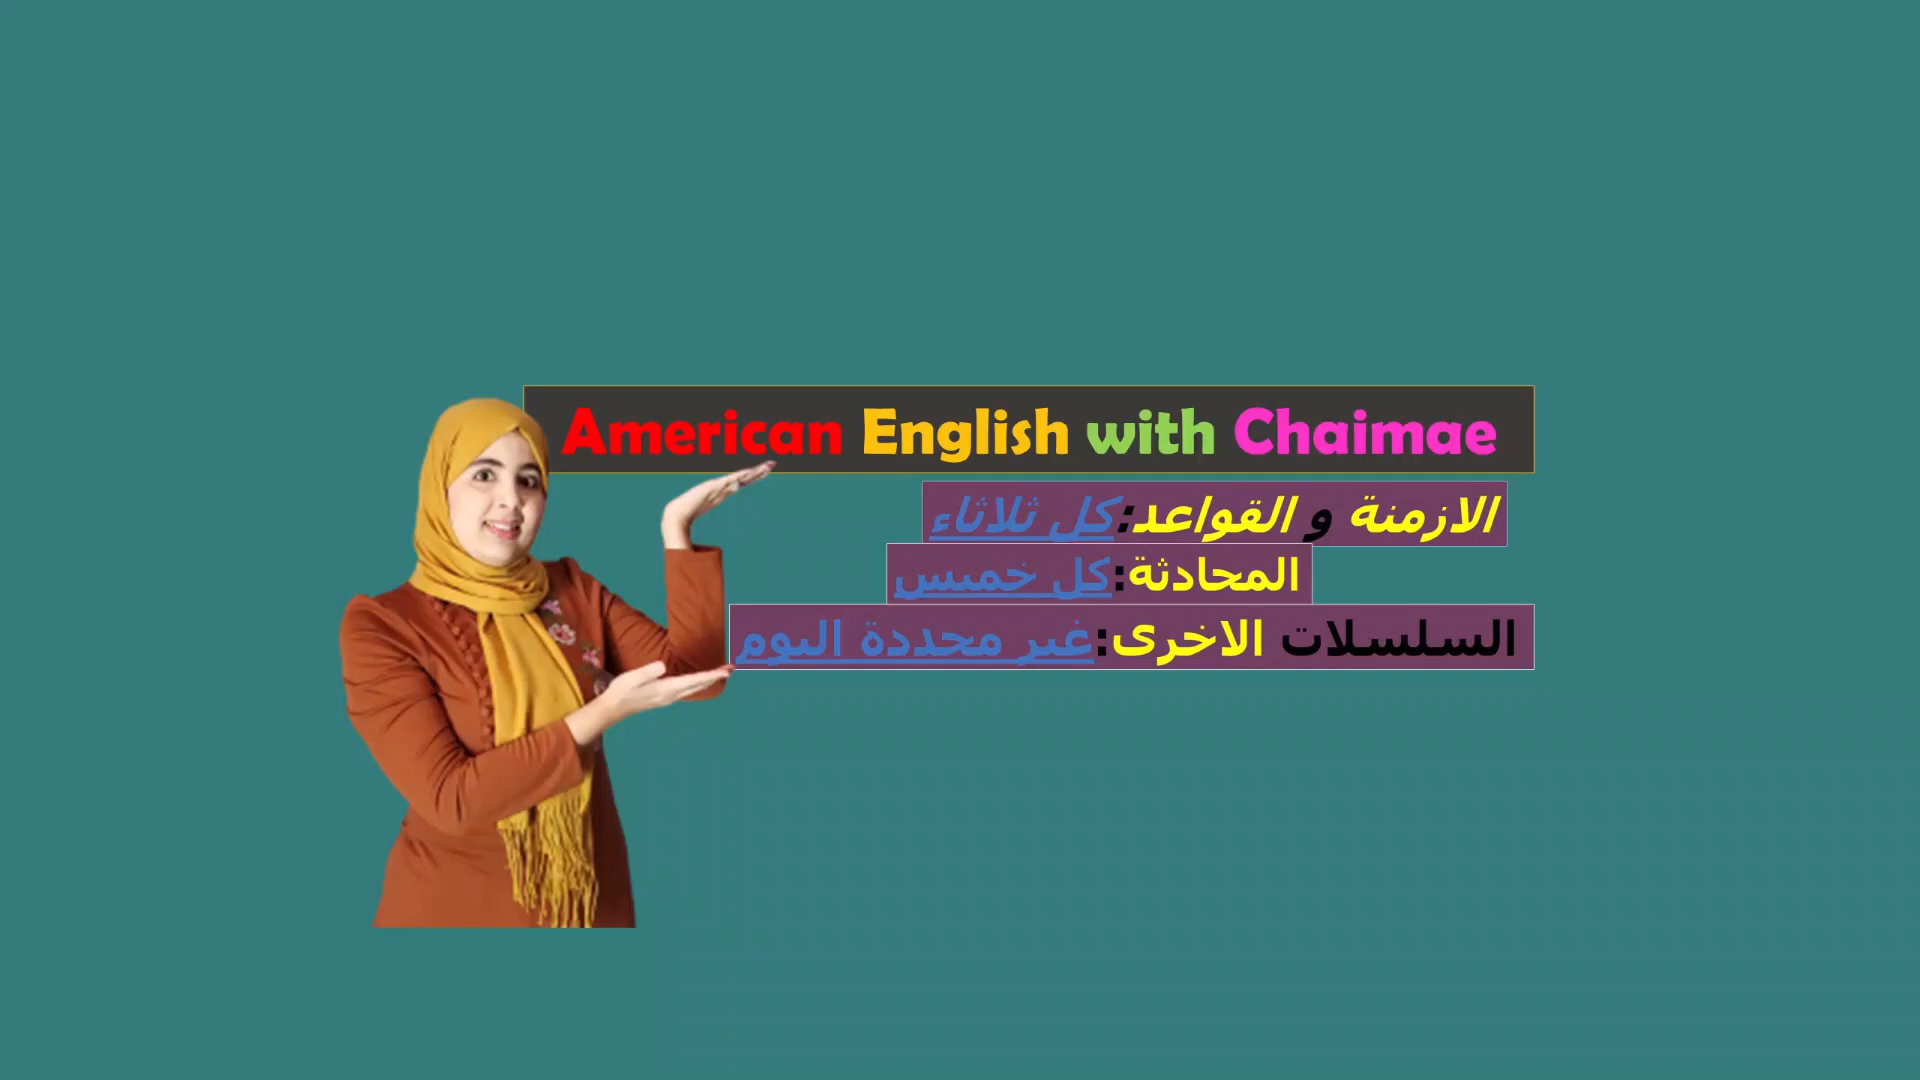 American English with Chaimae
الازمنة و القواعد:كل ثلاثاء
المحادثة:كل خميس
السلسلات الاخرى:غير محددة اليوم